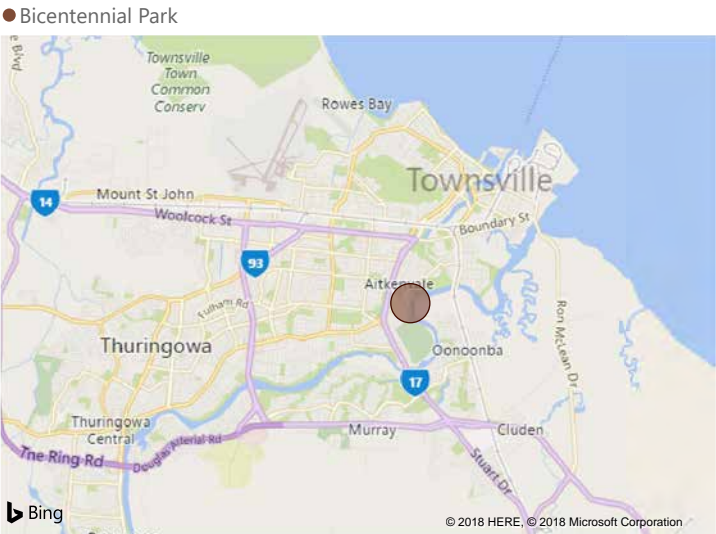 Bicentennial Park
e Blvd
Townsville
Town
Common
Conserv
Rowes Bay
Townsville
14
Mount St John
Woolcock St
Boundary St
93
Aitkenvale
Fulham Rd
Ron McLean Dr
Thuringowa
Oonoonba
17
Thuringowa
Central
Murray
Cluden
The Ring Rd
Douglas Arterial Rd
Stuart Dr
Bing
© 2018 HERE, © 2018 Microsoft Corporation